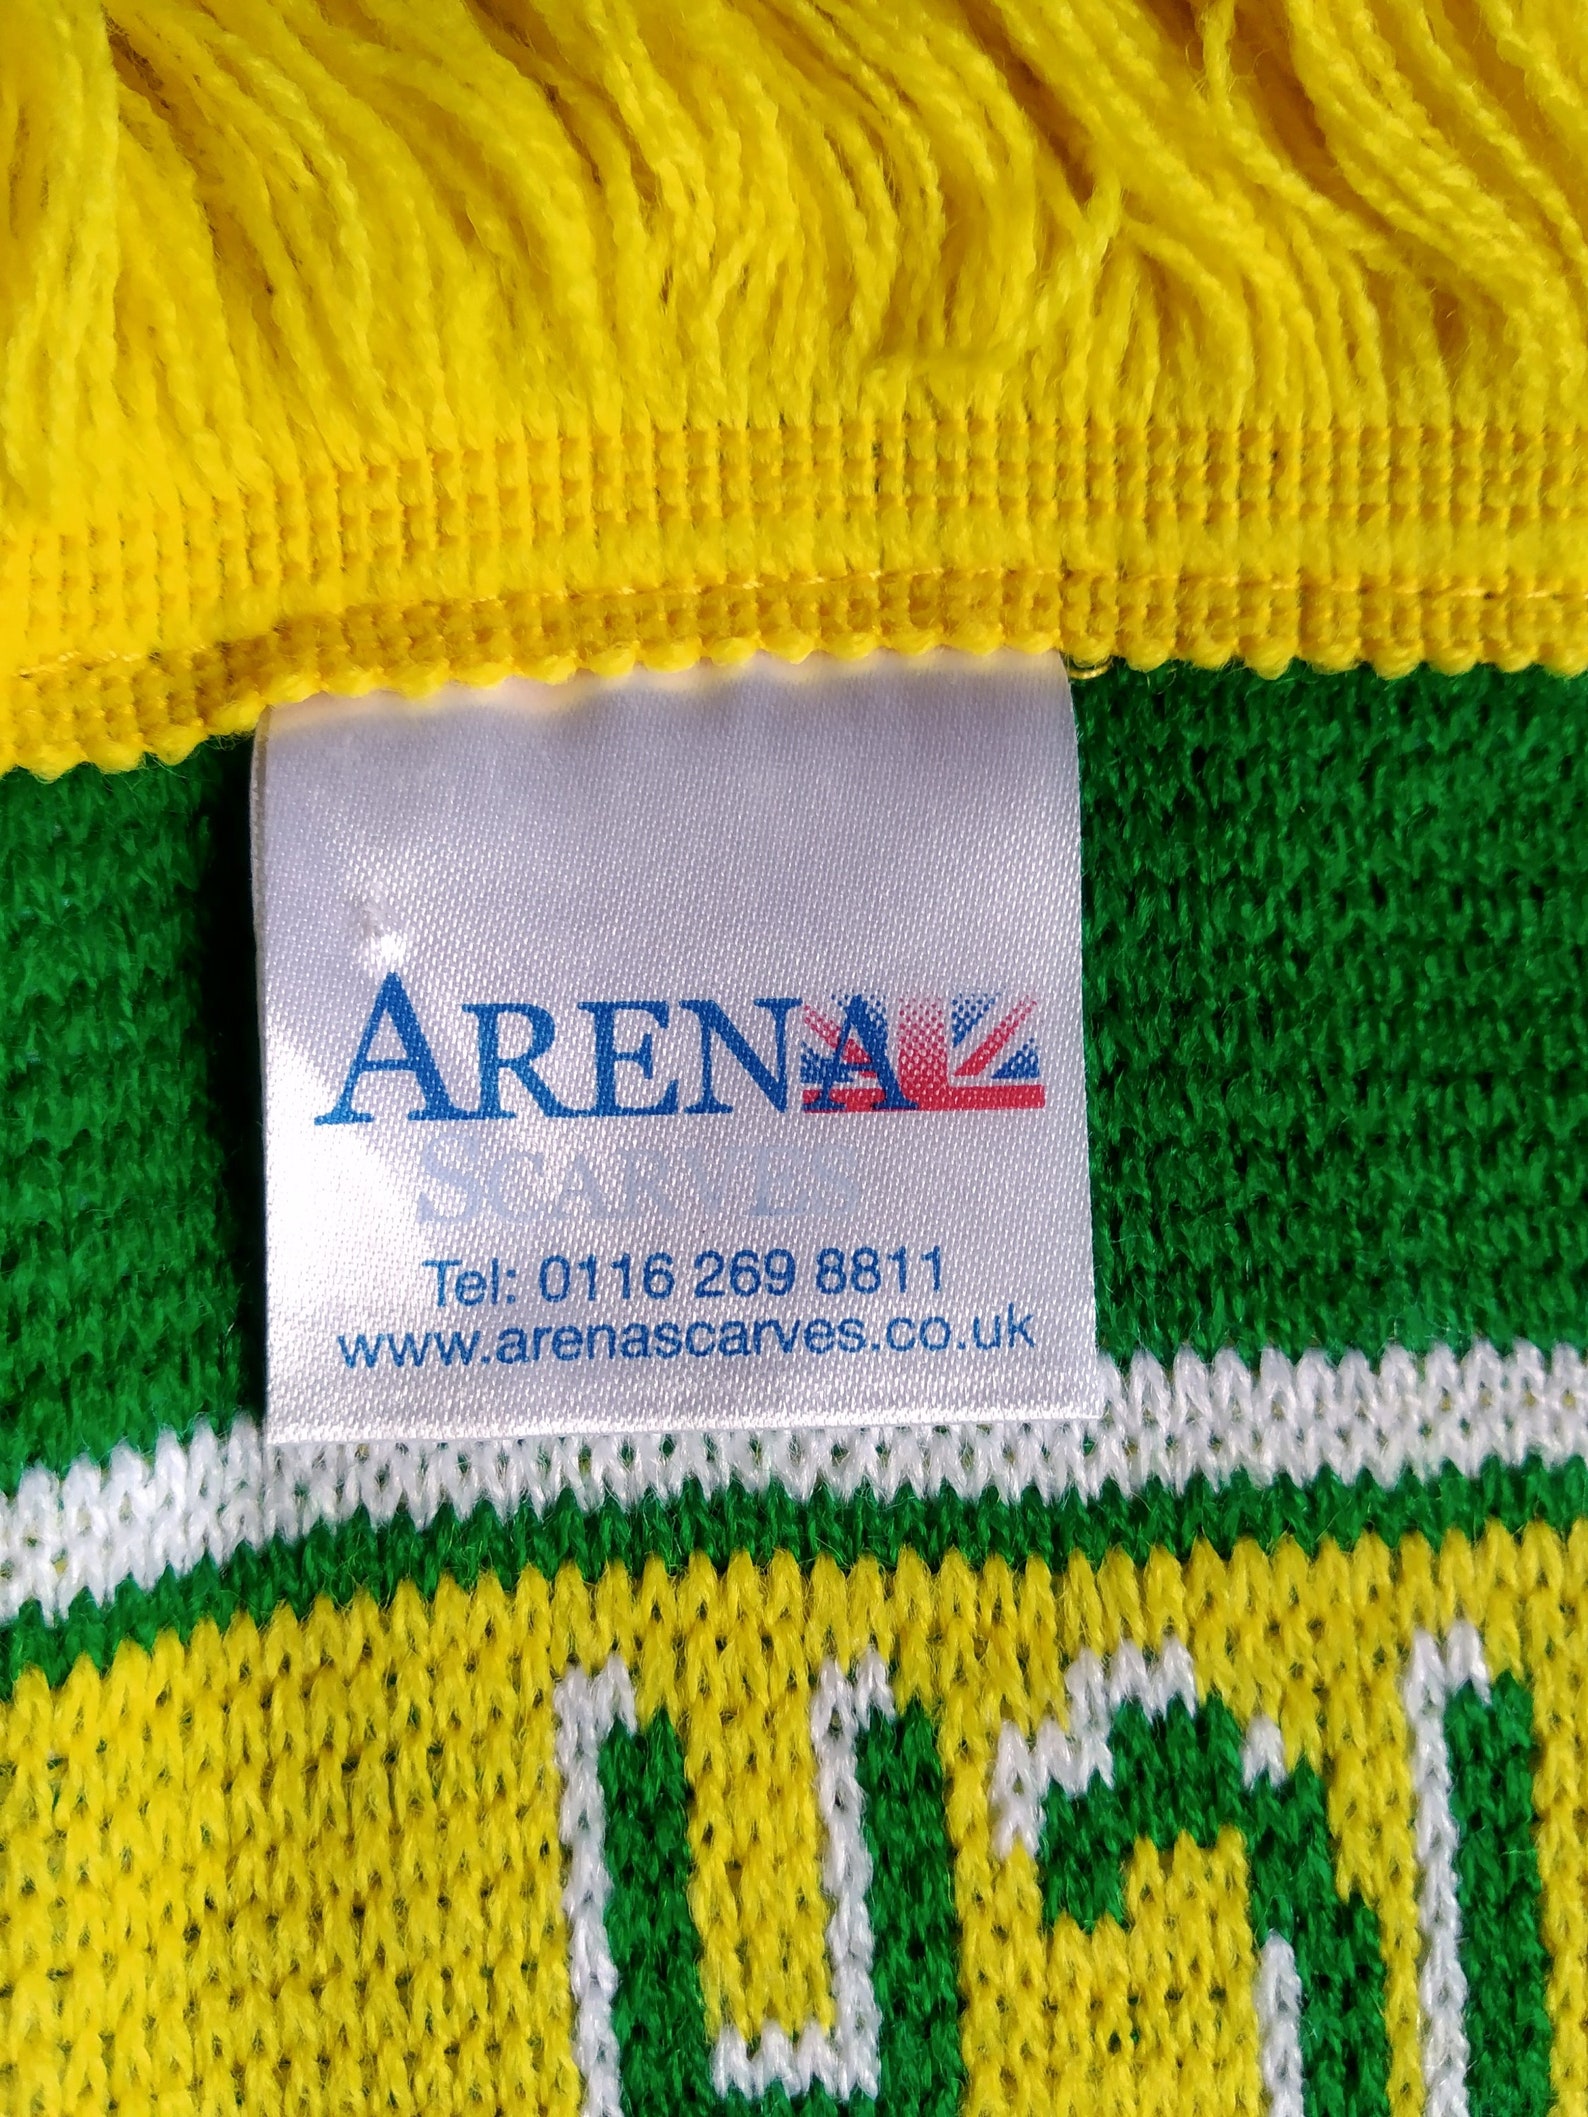 ARENA
SCARVES
Tel: 0116 269 8811
www.arenascarves.co.uk